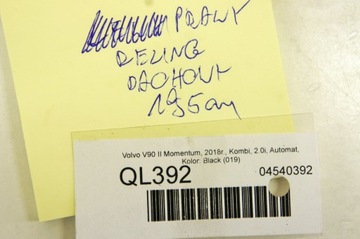 PRAWY
RELING
DACHOWY
195cm
Volvo V90 II Momentum, 2018r., Kombi, 2.0i, Automat,
Kolor: Black (019)
QL392 04540392